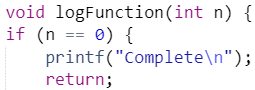 void logFunction(int n) {
if (n == 0) {
    printf("Complete\n");
    return;